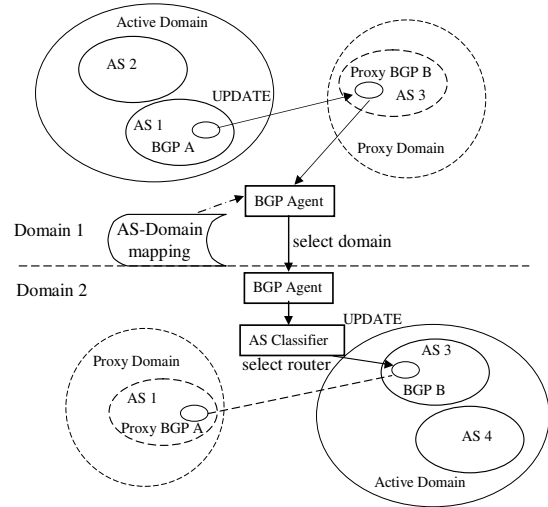 Active Domain
AS 2
UPDATE
AS 1
BGP A
Proxy BGP B
AS 3
Proxy Domain
BGP Agent
AS-Domain
mapping
Domain 1
select domain
Domain 2
BGP Agent
AS Classifier
UPDATE
select router
Proxy Domain
AS 1
Proxy BGP A
AS 3
BGP B
AS 4
Active Domain